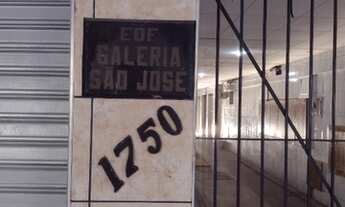 EDF
GALERIA
SÃO JOSÉ
1750